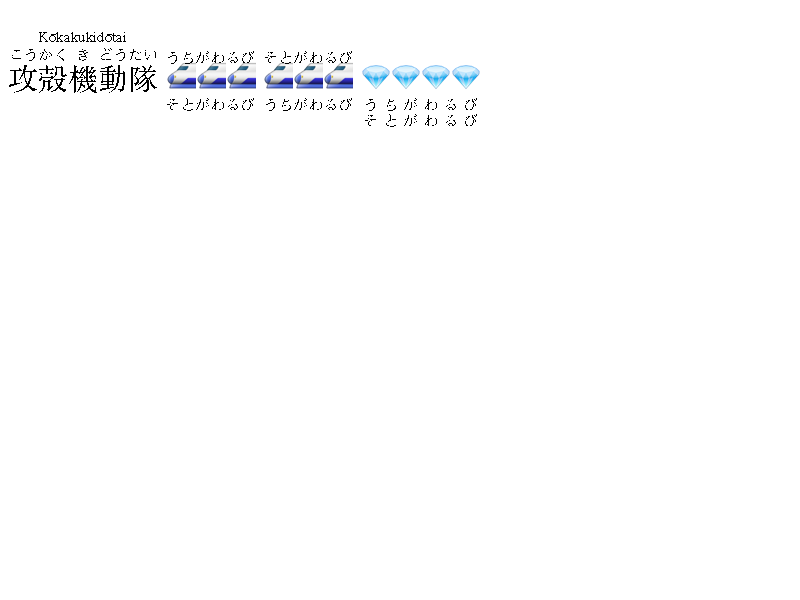 Kōkakukidōtai
こうかく き どうたい うちがわるび そとがわるび
攻殻機動隊 🚅🚅🚅 🚅🚅🚅 💎💎💎💎
そとがわるび うちがわるび うちがわるび
そとがわるび